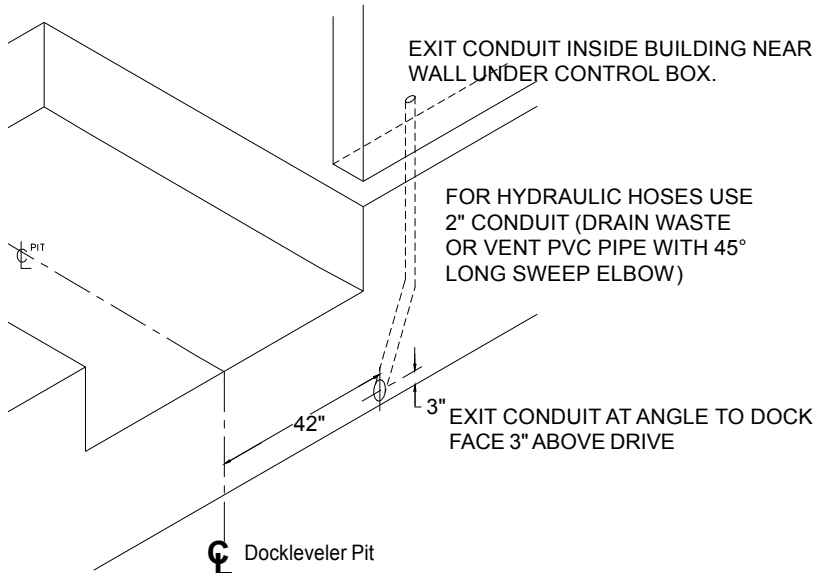 EXIT CONDUIT INSIDE BUILDING NEAR
WALL UNDER CONTROL BOX.
FOR HYDRAULIC HOSES USE
2" CONDUIT (DRAIN WASTE
OR VENT PVC PIPE WITH 45°
LONG SWEEP ELBOW)
℄ PIT
42"
3"
EXIT CONDUIT AT ANGLE TO DOCK
FACE 3" ABOVE DRIVE
℄ Dockleveler Pit